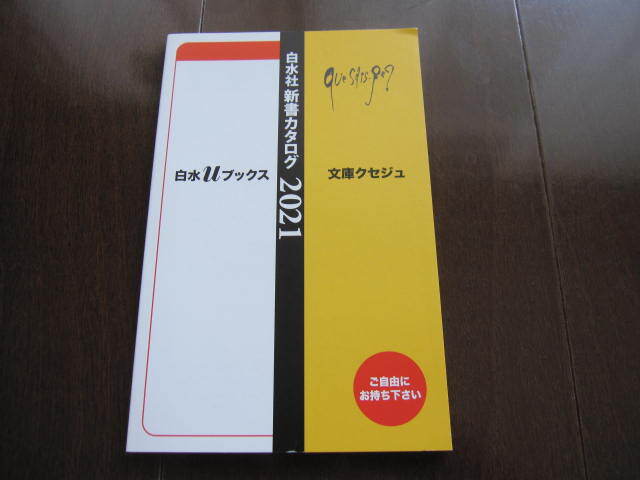 白水社 新書カタログ 2021
白水uブックス
que sais-je?
文庫クセジュ
ご自由に
お持ち下さい